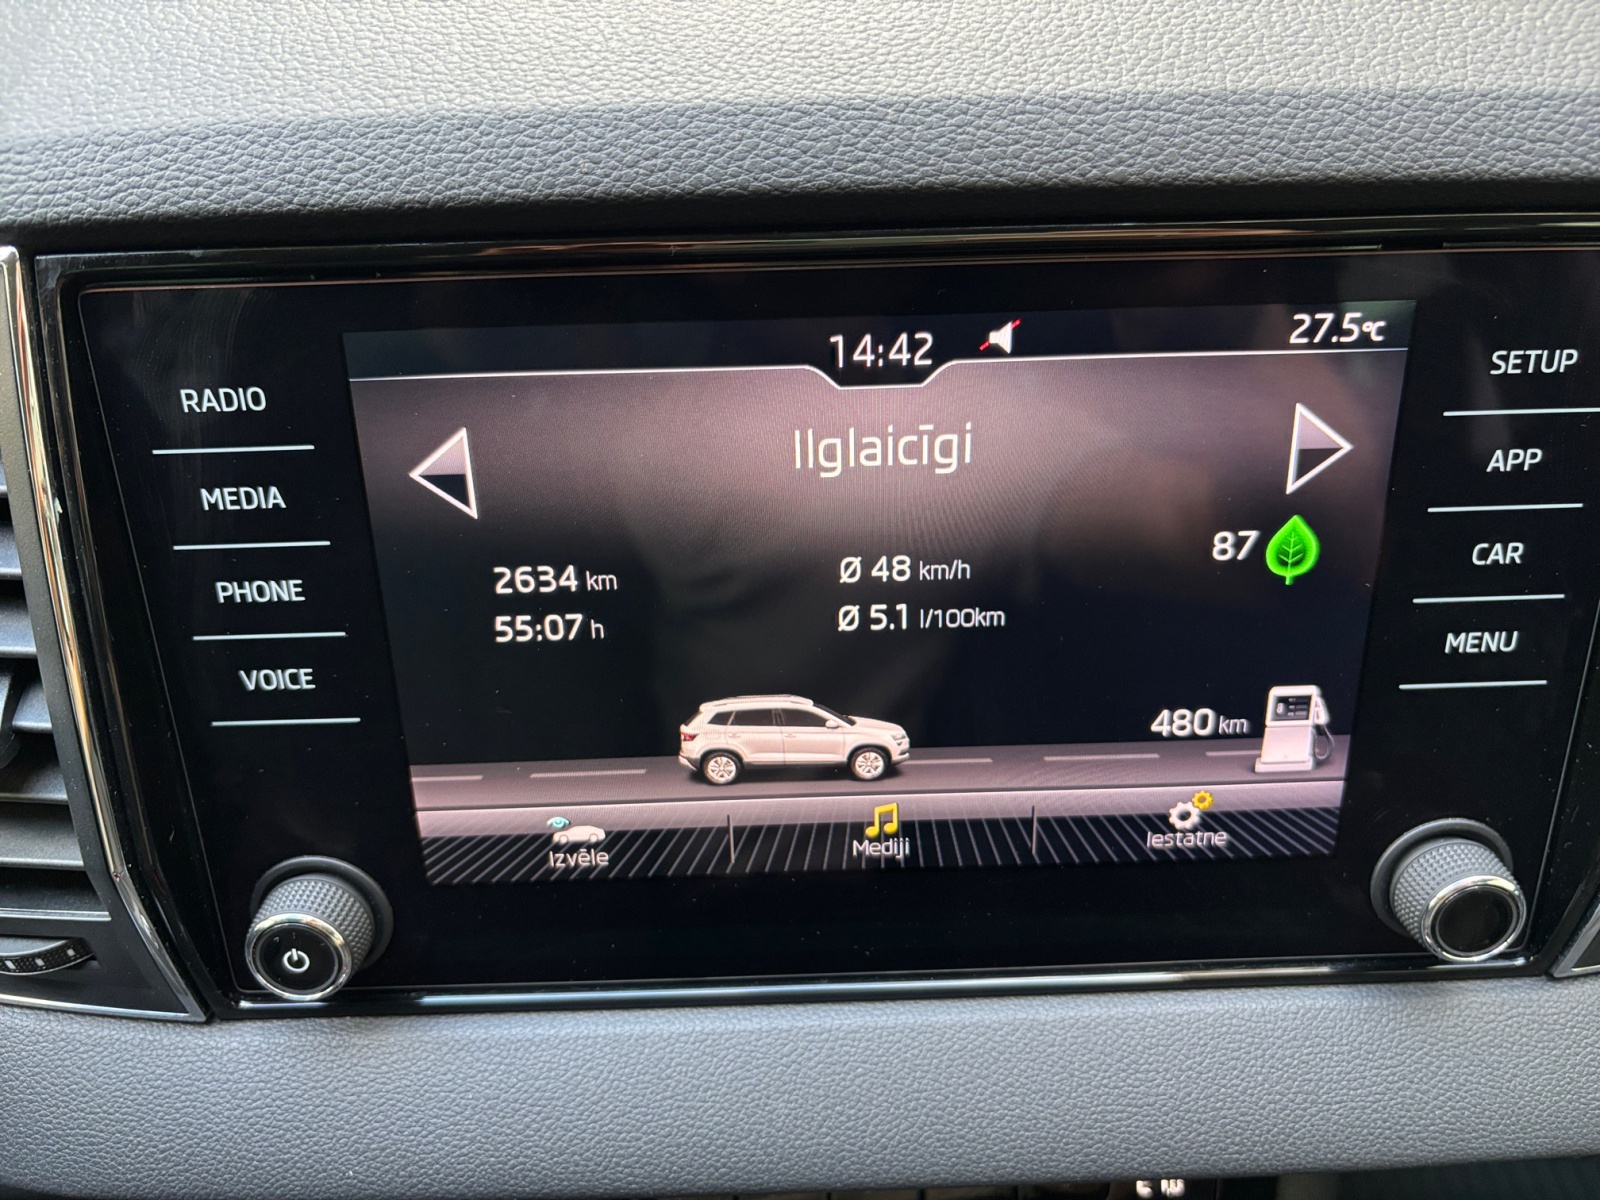 14:42
27.5°C
RADIO
MEDIA
PHONE
VOICE
Ilglaicīgi
87
2634 km
55:07 h
Ø 48 km/h
Ø 5.1 l/100km
480 km
Izvēle
Mediji
Iestatne
SETUP
APP
CAR
MENU